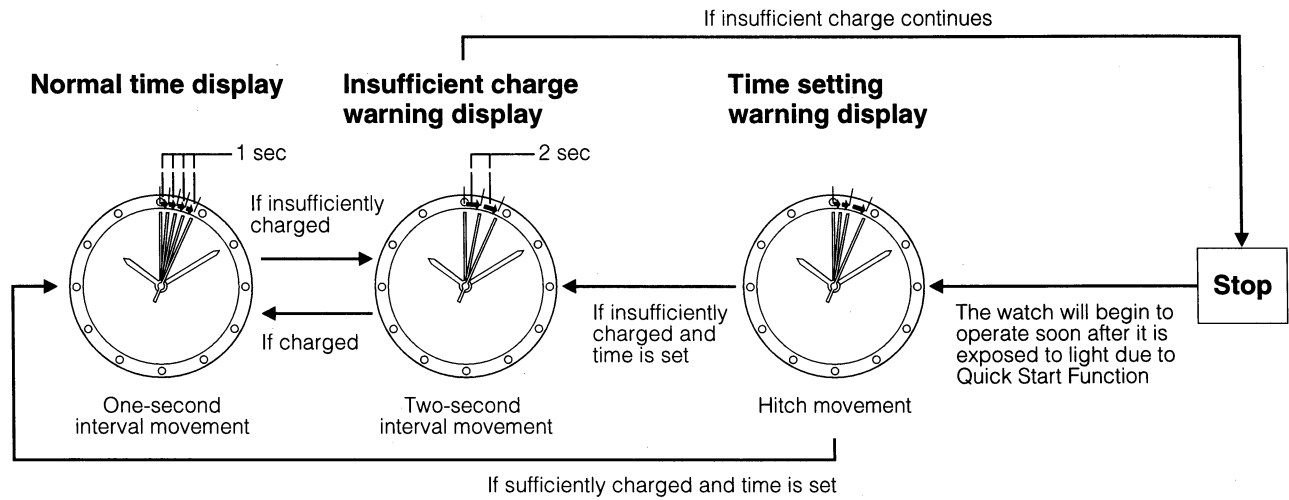 If insufficient charge continues
Normal time display
Insufficient charge
warning display
Time setting
warning display
1 sec
2 sec
If insufficiently
charged
If charged
If insufficiently
charged and
time is set
Stop
The watch will begin to
operate soon after it is
exposed to light due to
Quick Start Function
One-second
interval movement
Two-second
interval movement
Hitch movement
If sufficiently charged and time is set